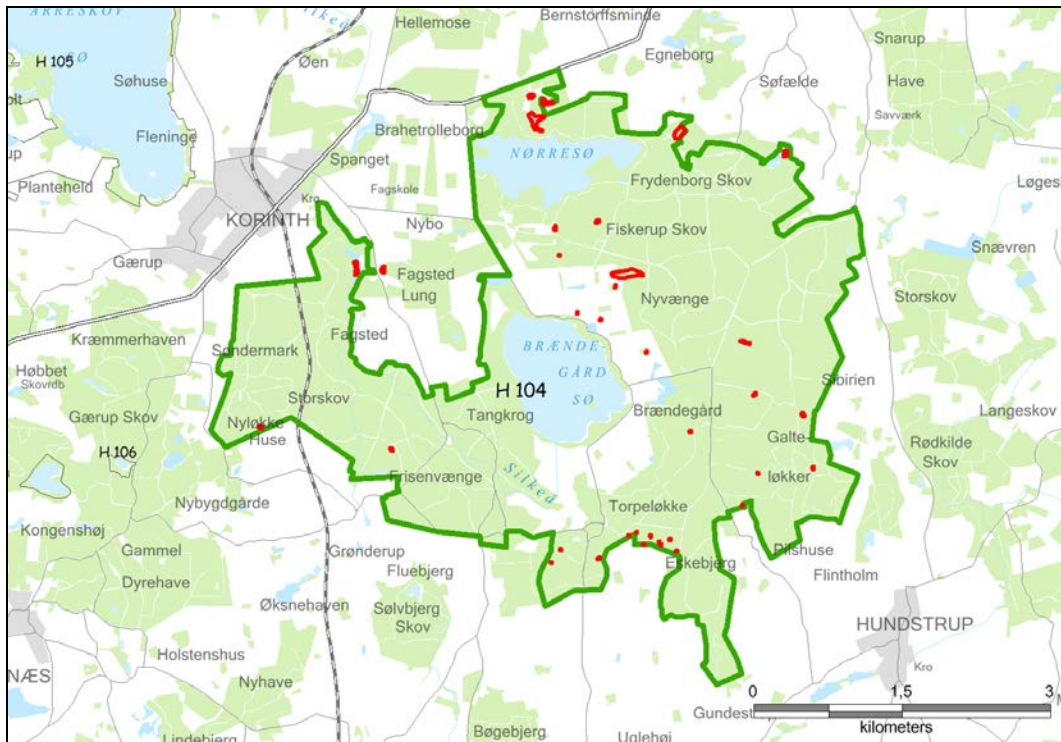 ARRESKOV
SØ
Silkeå
Hellemose
Bernstorffsminde
Øen
Egneborg
Snarup
Have
H 105
Søhuse
Søfælde
Savværk
Fleninge
Brahetrolleborg
NØRRESØ
Spanget
Planteheld
Fagskole
Frydenborg Skov
Kro
KORINTH
Nybo
Fiskerup Skov
Snævren
Gærup
Fagsted
Lung
Nyvænge
Storskov
Kræmmerhaven
Fagsted
Søndermark
BRÆNDE-
GÅRD
SØ
Høbbet
Skovrdb
H 104
Sibirien
Storskov
Tangkrog
Brændegård
Gærup Skov
Nyløkke
Huse
Galte
Langeskov
Rødkilde
Skov
H 106
Frisenvænge
Silkeå
løkker
Nybygdgårde
Torpeløkke
Kongenshøj
Gammel
Dyrehave
Grønderup
Fluebjerg
Eskebjerg
Pilshuse
Flintholm
Øksnehaven
Sølvbjerg
Skov
HUNDSTRUP
Holstenshus
Kro
NÆS
Nyhave
0 1,5 3
kilometers
Lindebjerg
Bøgebjerg
Uglehøj